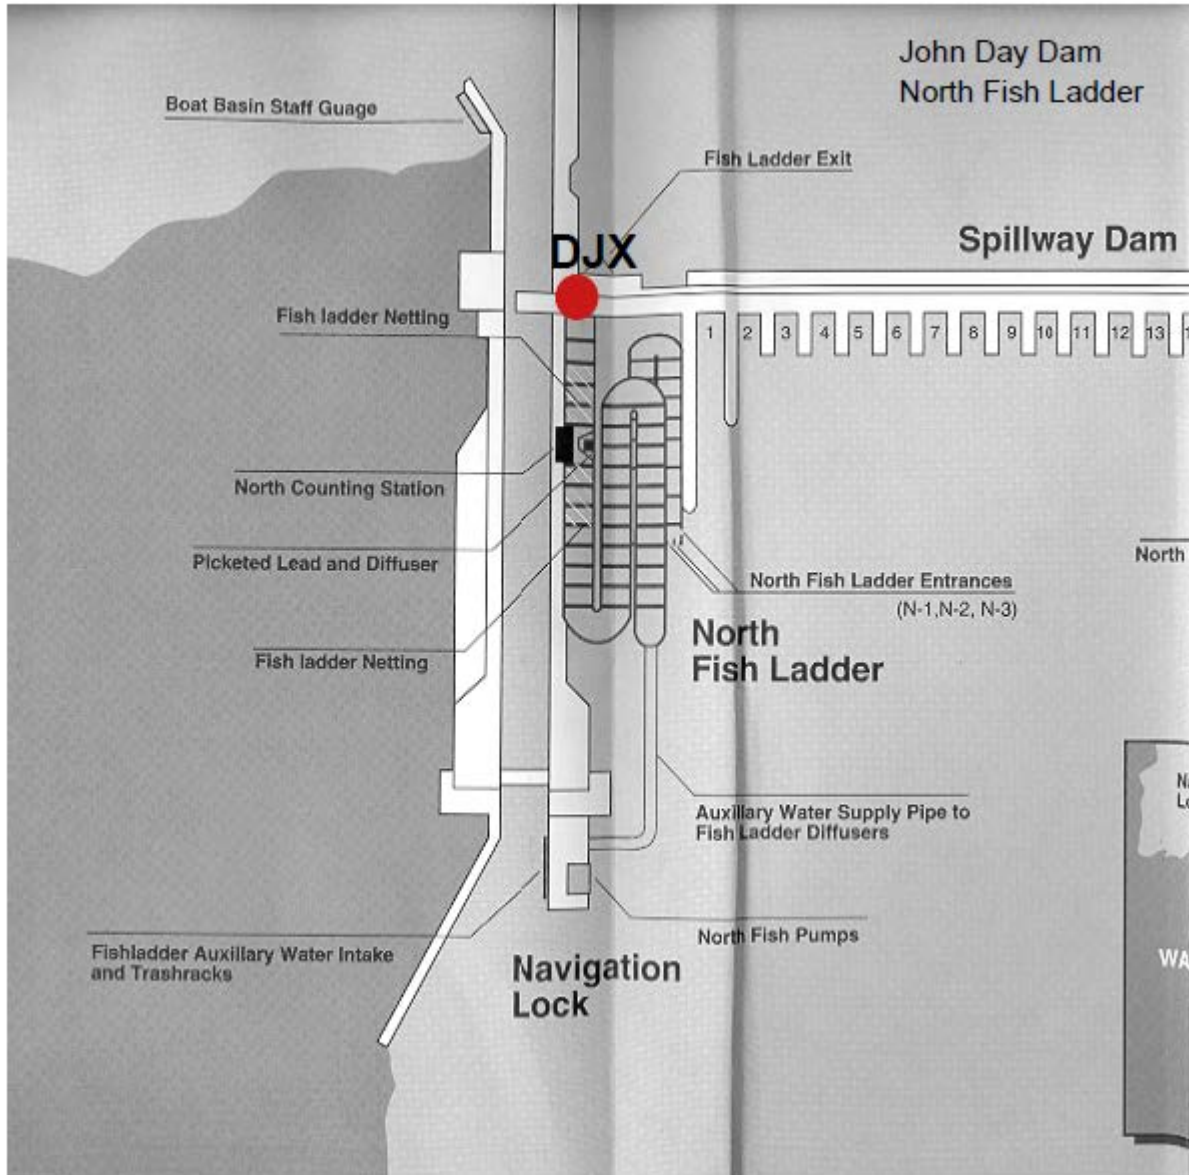 John Day Dam
North Fish Ladder
Boat Basin Staff Guage
Fish Ladder Exit
Spillway Dam
DJX
Fish ladder Netting
1 2 3 4 5 6 7 8 9 10 11 12 13
North Counting Station
Picketed Lead and Diffuser
North
North Fish Ladder Entrances
(N-1,N-2, N-3)
North
Fish Ladder
Fish ladder Netting
Auxillary Water Supply Pipe to
Fish Ladder Diffusers
North Fish Pumps
Fishladder Auxillary Water Intake
and Trashracks
Navigation
Lock